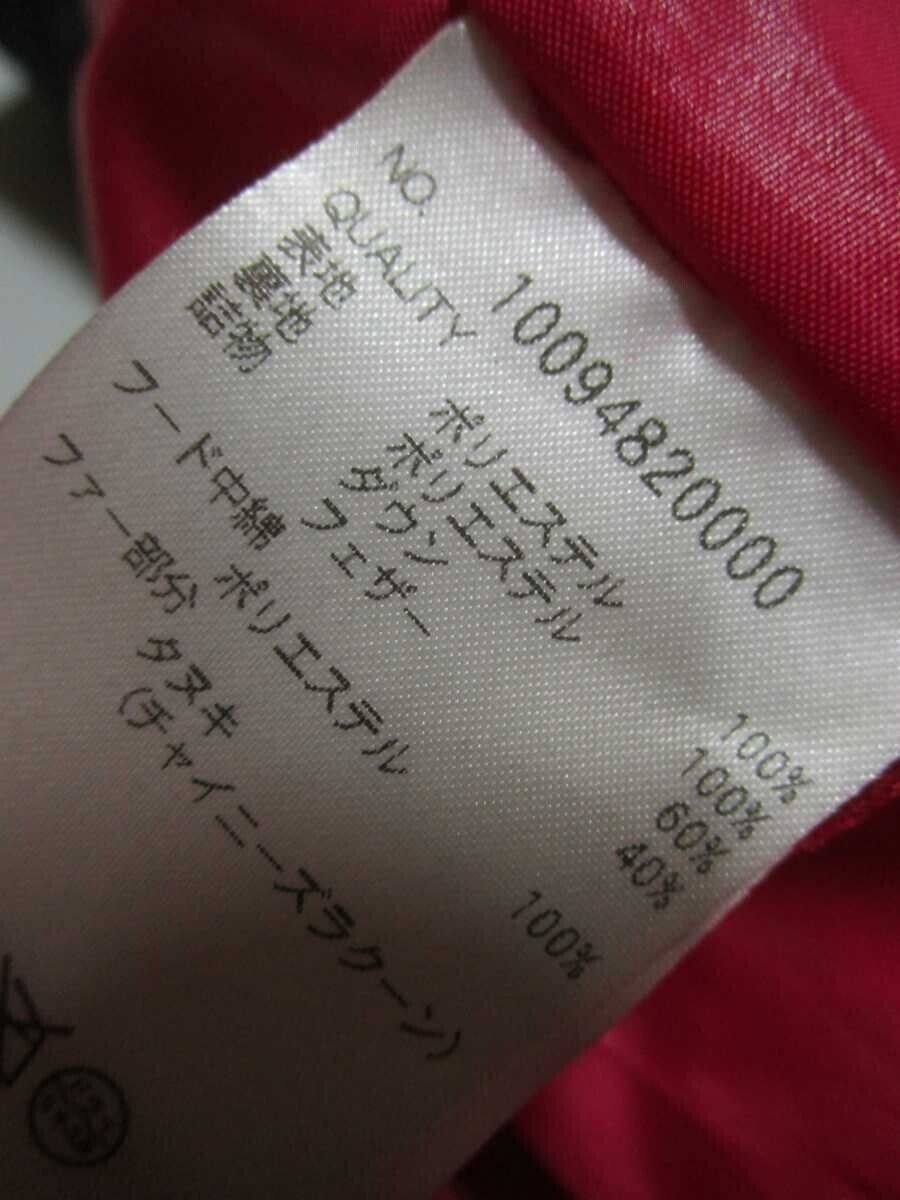 NO. 10094820000
QUALITY
表地 ポリエステル 100%
裏地 ポリエステル 100%
詰物 ダウン 60%
フェザー 40%
フード中綿 ポリエステル 100%
ファー部分 タヌキ
(チャイニーズラクーン)